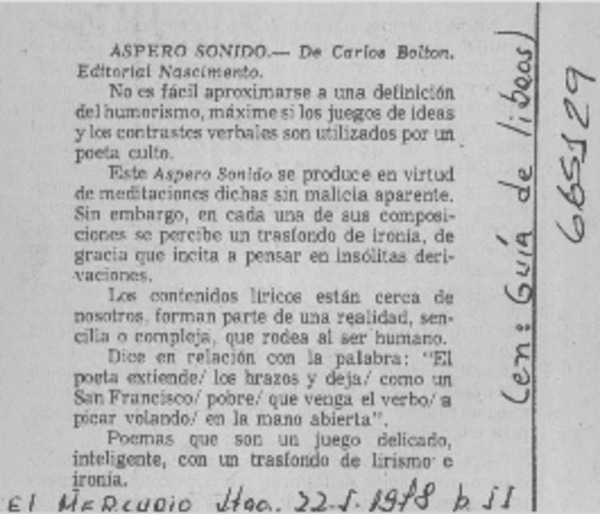 ASPERO SONIDO.— De Carlos Bolton.
Editorial Nascimento.
No es fácil aproximarse a una definición
del humorismo, máxime si los juegos de ideas
y los contrastes verbales son utilizados por un
poeta culto.
Este Aspero Sonido se produce en virtud
de meditaciones dichas sin malicia aparente.
Sin embargo, en cada una de sus composi-
ciones se percibe un trasfondo de ironía, de
gracia que incita a pensar en insólitas deri-
vaciones.
Los contenidos líricos están cerca de
nosotros, forman parte de una realidad, sen-
cilla o compleja, que rodea al ser humano.
Dice en relación con la palabra: "El
poeta extiende/ los brazos y deja/ como un
San Francisco/ pobre/ que venga el verbo/ a
picar volando/ en la mano abierta".
Poemas que son un juego delicado,
inteligente, con un trasfondo de lirismo e
ironía.
El MERCURIO Stgo. 22.I.1978 p. II
(en: Guía de libros)
665129